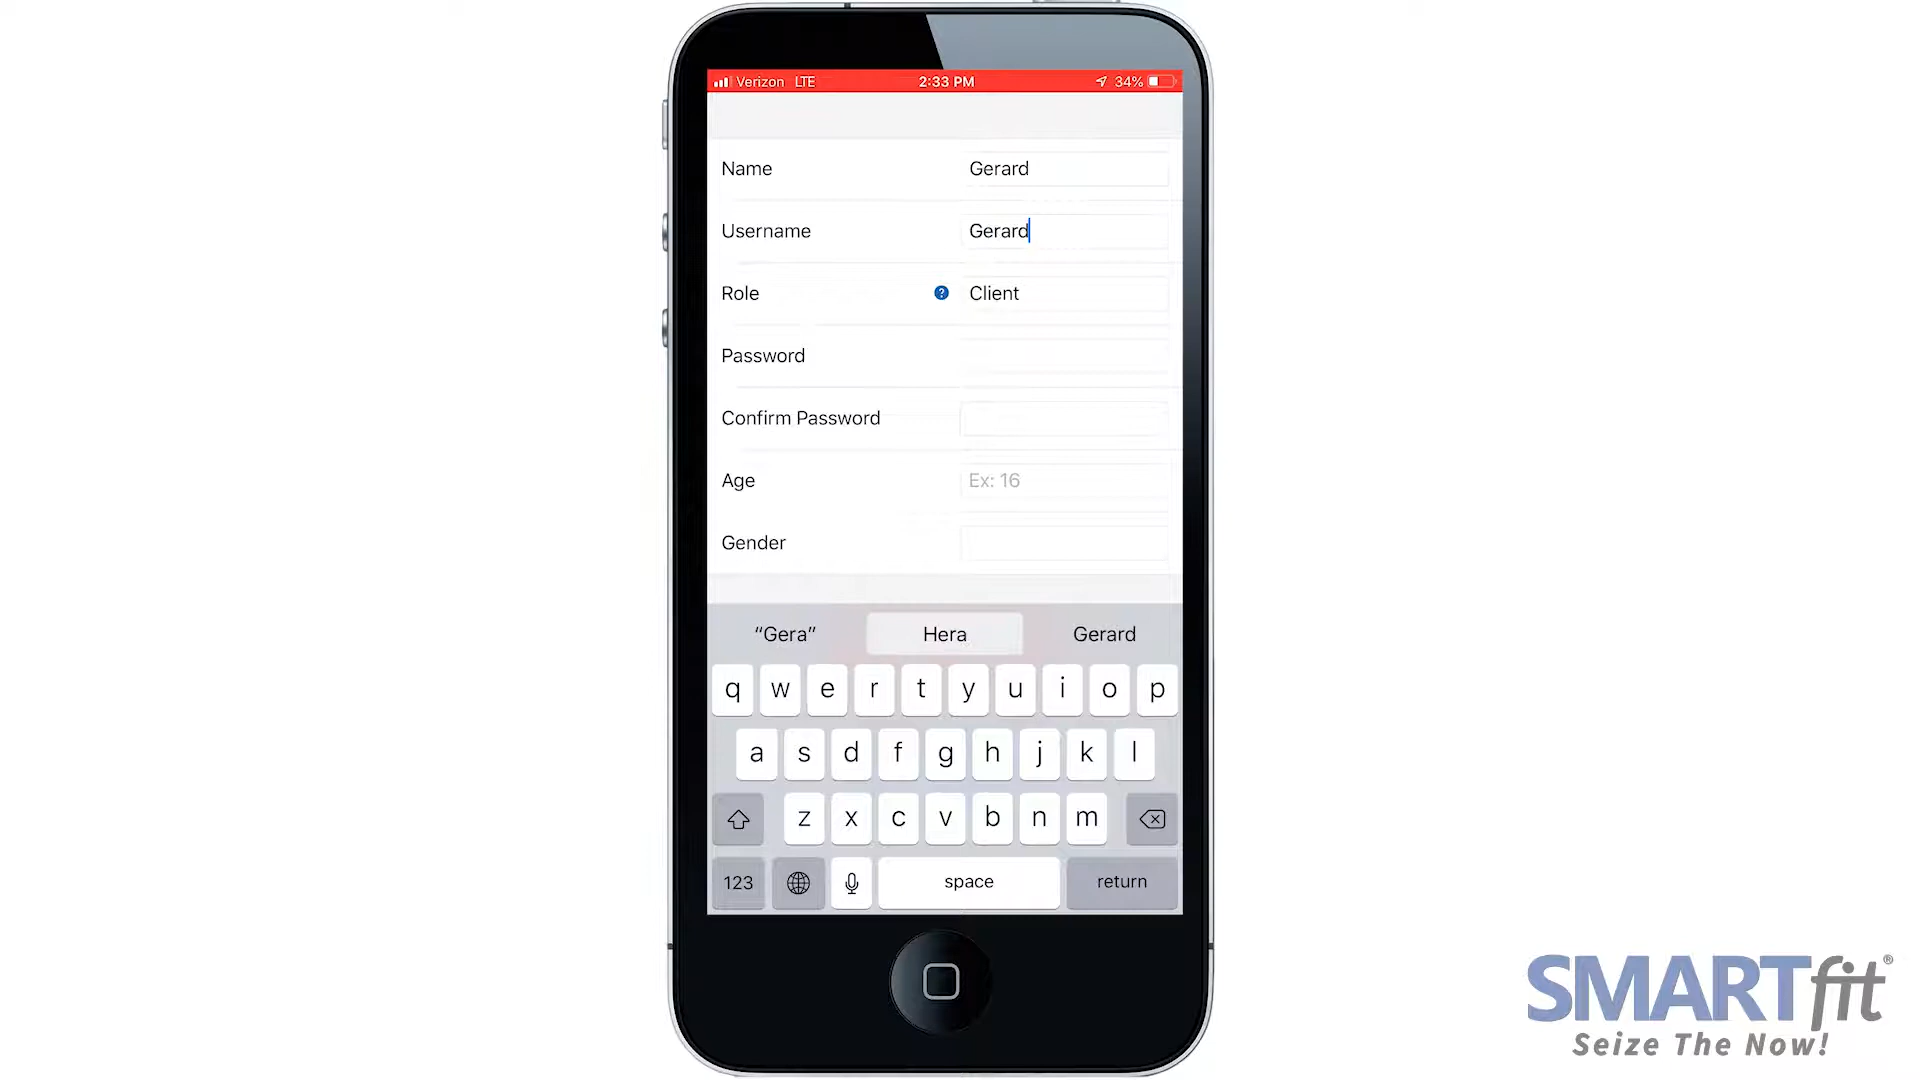 Verizon LTE 2:33 PM 34%
Name Gerard
Username Gerard
Role ? Client
Password
Confirm Password
Age Ex: 16
Gender
“Gera” Hera Gerard
q w e r t y u i o p
a s d f g h j k l
z x c v b n m
123 space return
SMARTfit®
Seize The Now!